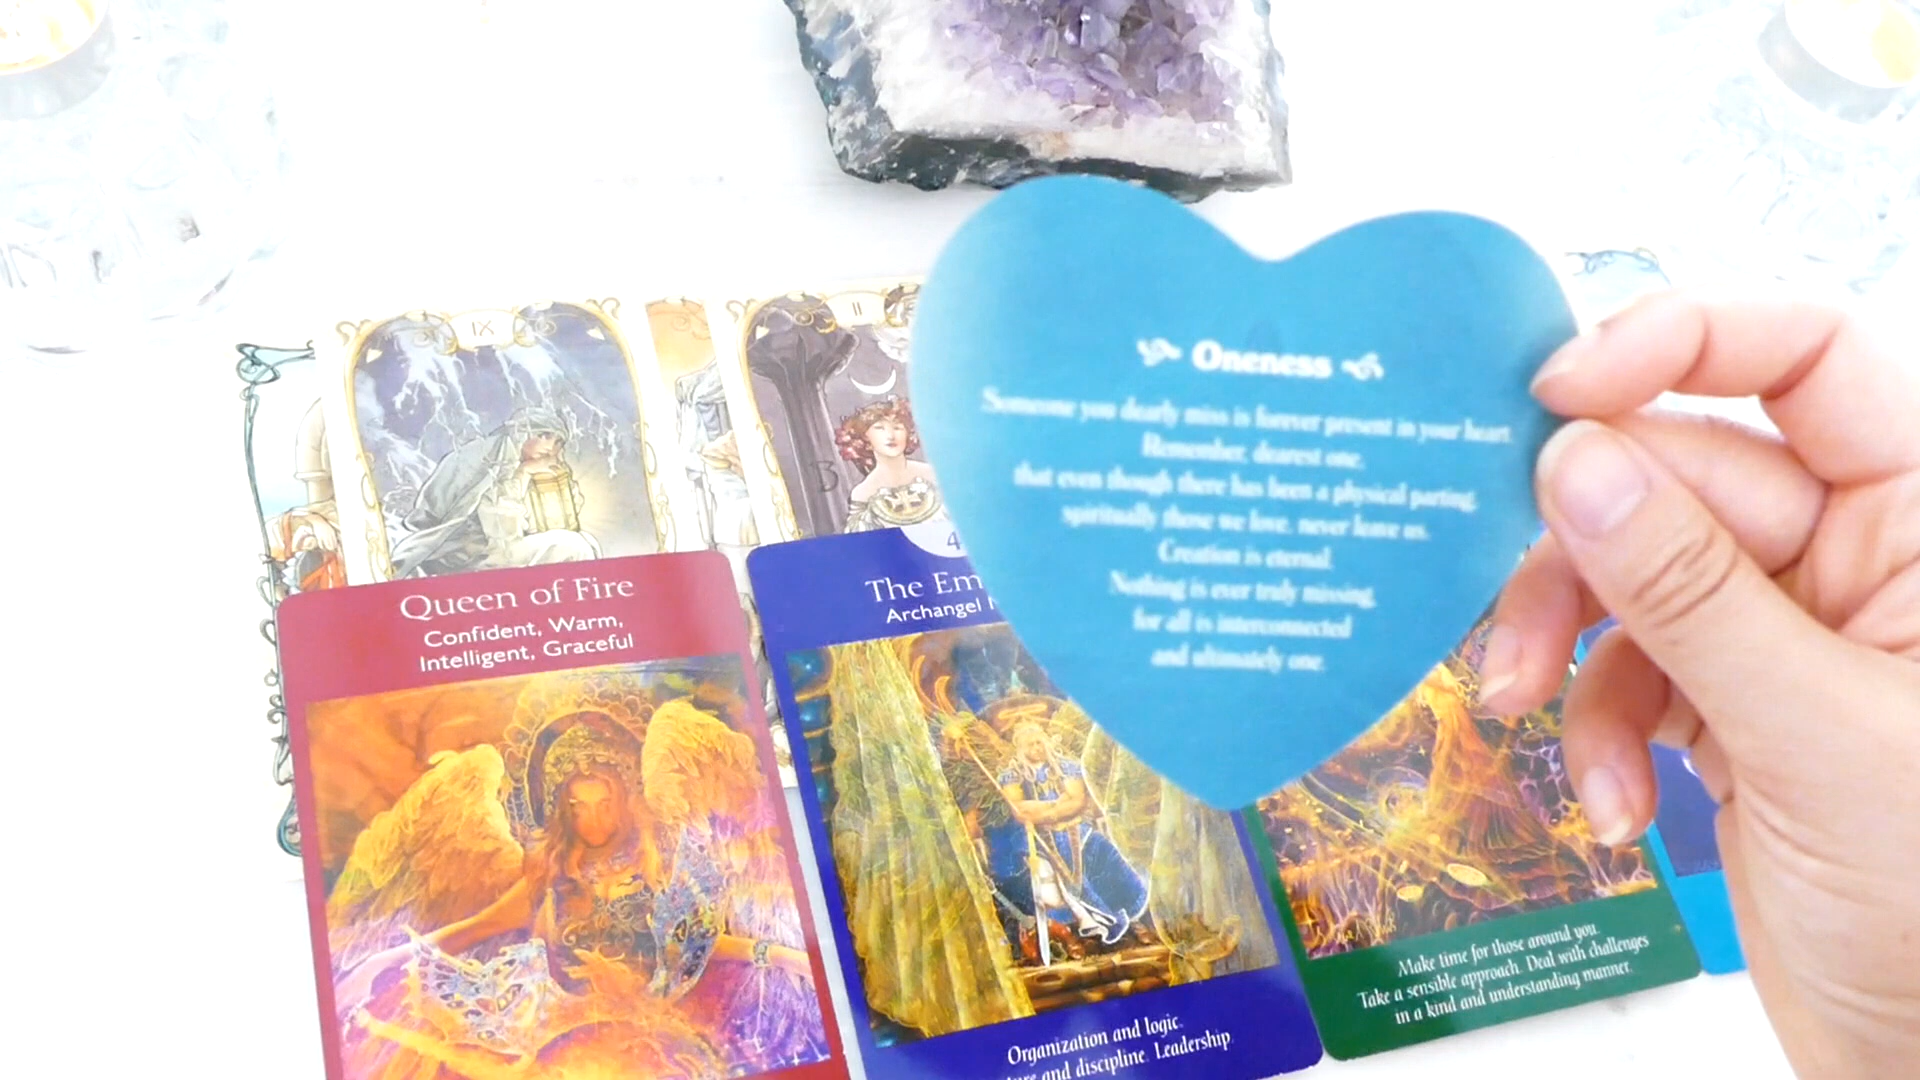 IX
II
Oneness
Someone you dearly miss is forever present in your heart.
Remember, dearest one,
that even though there has been a physical parting,
spiritually those we love, never leave us.
Creation is eternal.
Nothing is ever truly missing,
for all is interconnected
and ultimately one.
B
4
Queen of Fire
Confident, Warm,
Intelligent, Graceful
The Em
Archangel
Make time for those around you.
Take a sensible approach. Deal with challenges
in a kind and understanding manner.
Organization and logic.
and discipline. Leadership